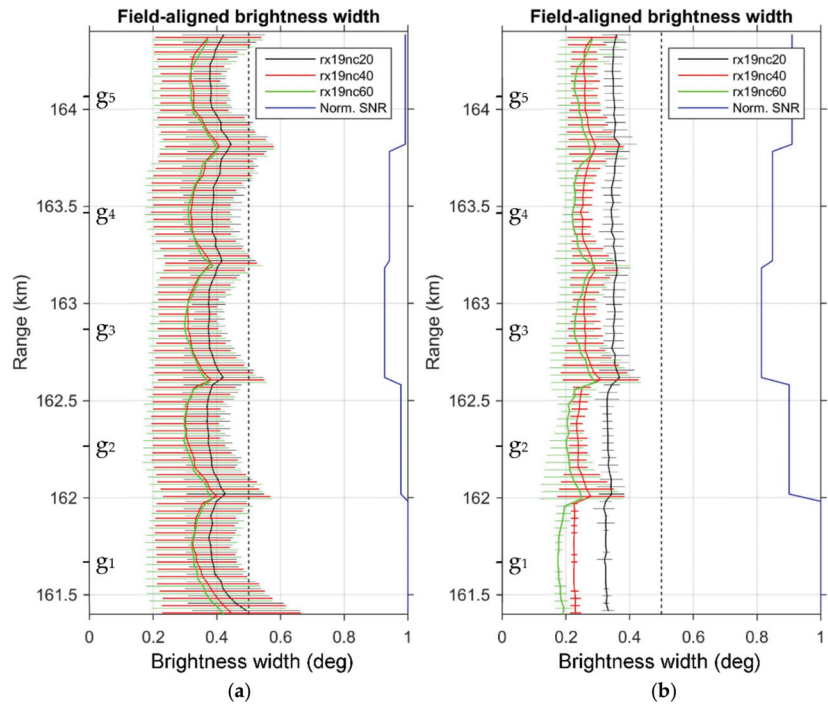 Field-aligned brightness width
rx19nc20
rx19nc40
rx19nc60
Norm. SNR
g5
g4
g3
g2
g1
164
163.5
163
162.5
162
161.5
Range (km)
0 0.2 0.4 0.6 0.8 1
Brightness width (deg)
(a)
Field-aligned brightness width
rx19nc20
rx19nc40
rx19nc60
Norm. SNR
g5
g4
g3
g2
g1
164
163.5
163
162.5
162
161.5
Range (km)
0 0.2 0.4 0.6 0.8 1
Brightness width (deg)
(b)